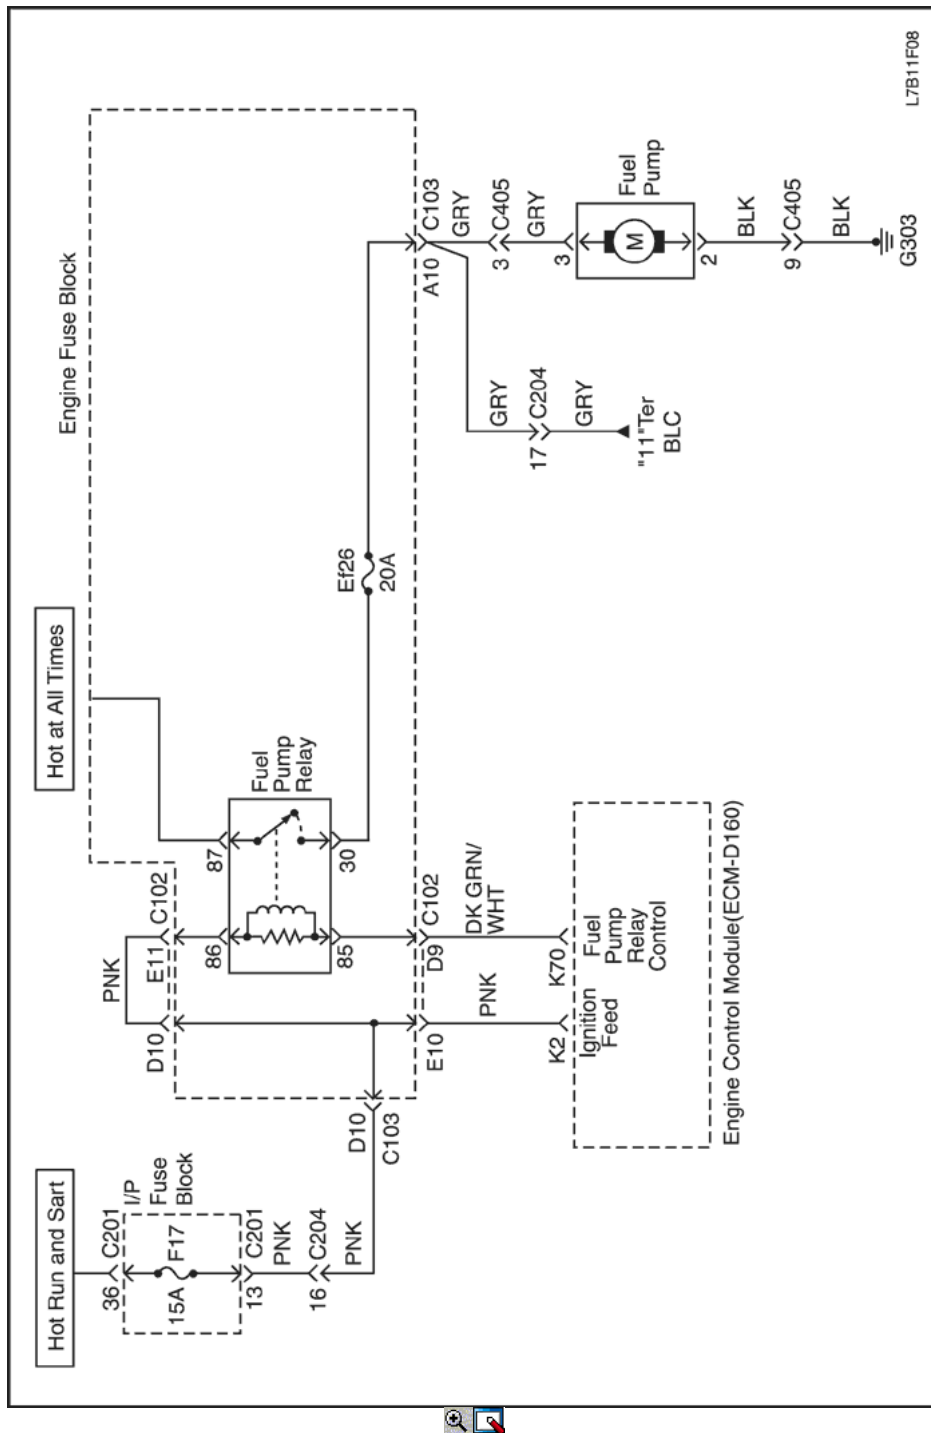 Hot Run and Sart
36
C201
I/P
Fuse
Block
15A
F17
13
C201
PNK
16
C204
PNK
D10
C103
Hot at All Times
Engine Fuse Block
PNK
D10
E11
C102
86
87
Fuel
Pump
Relay
85
30
Ef26
20A
E10
D9
C102
PNK
DK GRN/
WHT
K2
K70
Ignition
Feed
Fuel
Pump
Relay
Control
Engine Control Module(ECM-D160)
A10
C103
GRY
GRY
17
C204
GRY
"11"Ter
BLC
3
C405
GRY
3
Fuel
Pump
M
2
BLK
9
C405
BLK
G303
L7B11F08